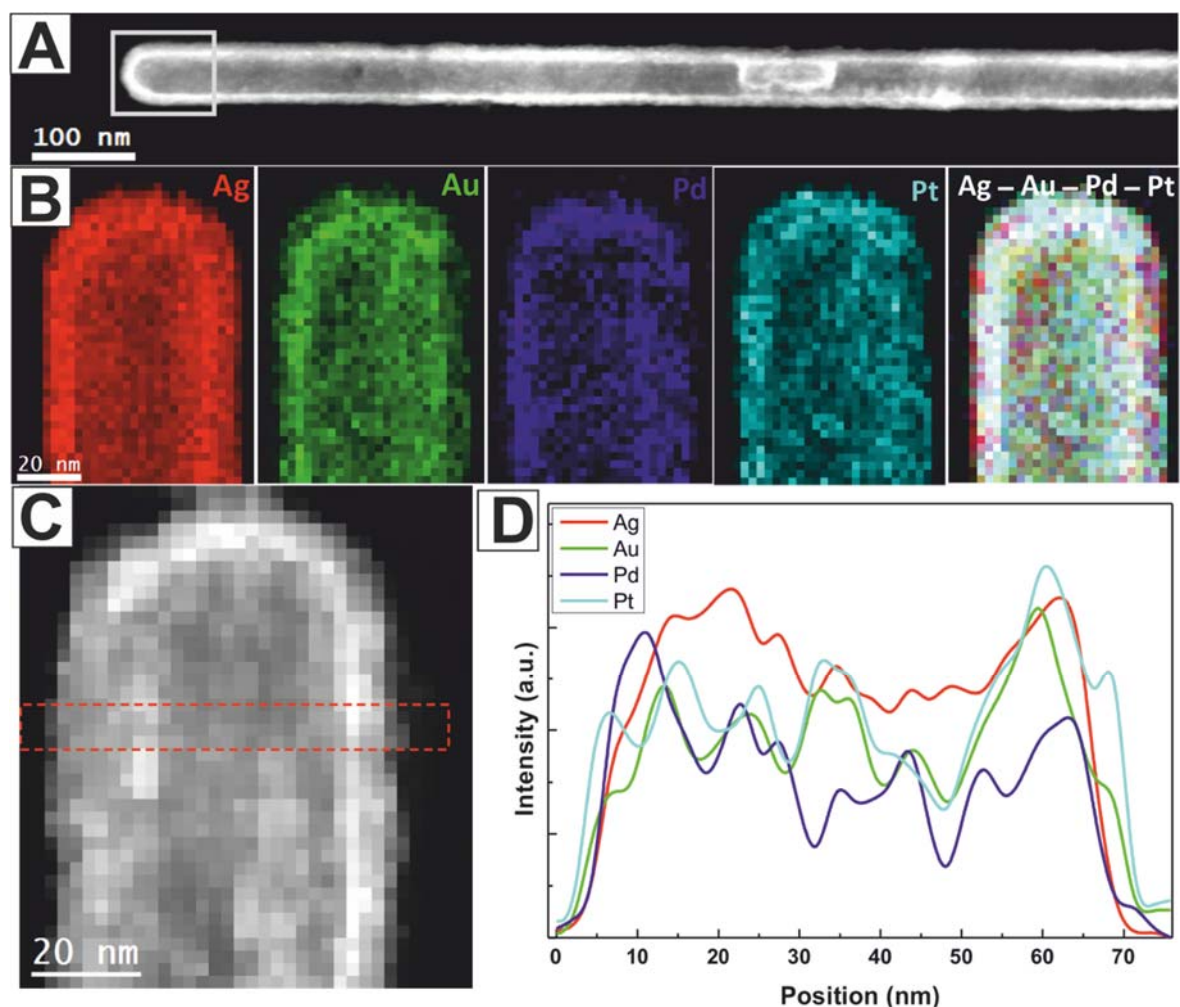 A
100 nm
B
Ag
Au
Pd
Pt
Ag – Au – Pd – Pt
20 nm
C
20 nm
D
Ag
Au
Pd
Pt
Intensity (a.u.)
0 10 20 30 40 50 60 70
Position (nm)